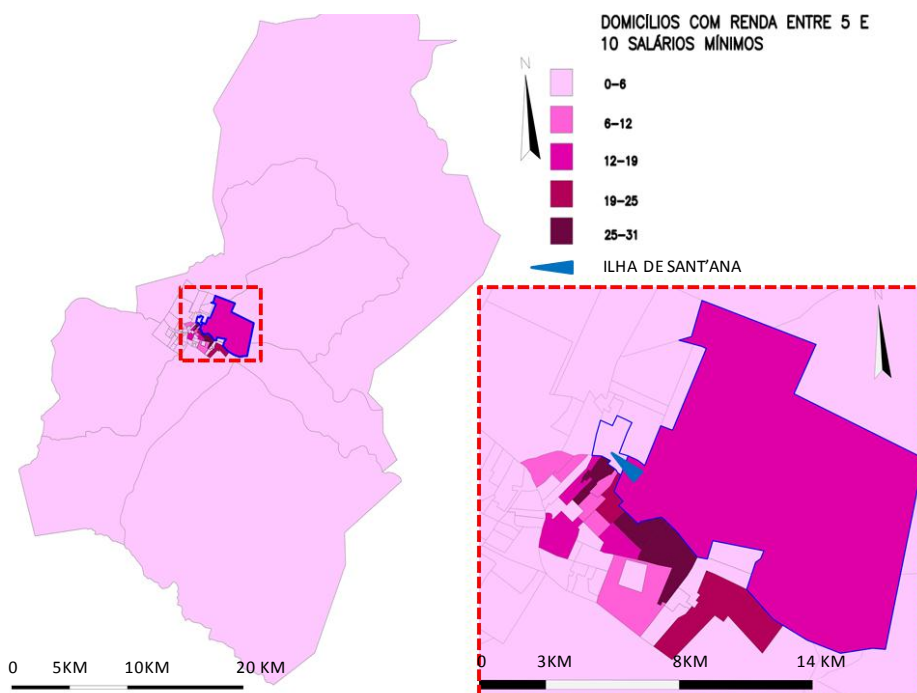 DOMICÍLIOS COM RENDA ENTRE 5 E
10 SALÁRIOS MÍNIMOS
N
0-6
6-12
12-19
19-25
25-31
ILHA DE SANT'ANA
N
0 5KM 10KM 20 KM
0 3KM 8KM 14 KM